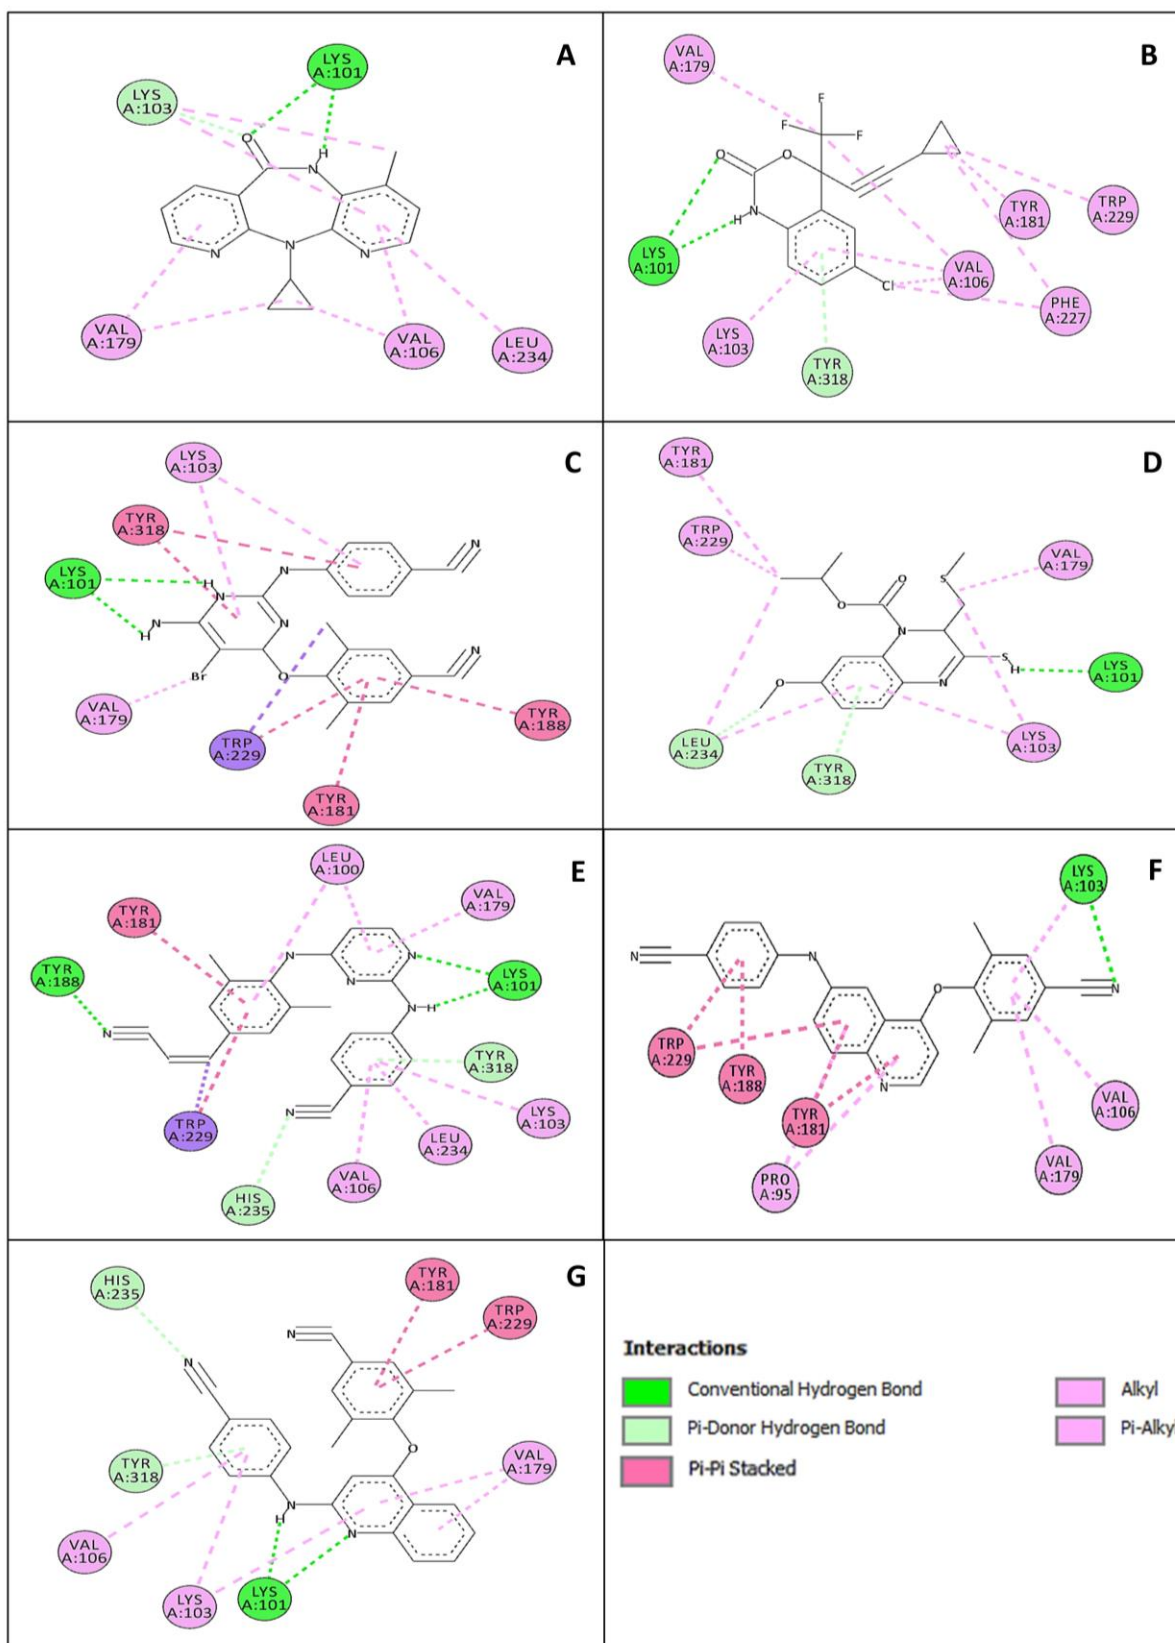 A
LYS
A:101
LYS
A:103
O
H
N
N
N
N
VAL
A:179
VAL
A:106
LEU
A:234
B
VAL
A:179
F
F
F
O
O
N
H
Cl
LYS
A:101
TYR
A:181
TRP
A:229
VAL
A:106
PHE
A:227
LYS
A:103
TYR
A:318
C
LYS
A:103
TYR
A:318
LYS
A:101
N
N
H
N
N
H
N
Br
O
N
VAL
A:179
TRP
A:229
TYR
A:188
TYR
A:181
D
TYR
A:181
TRP
A:229
VAL
A:179
S
O
O
N
S
H
N
O
LYS
A:101
LEU
A:234
TYR
A:318
LYS
A:103
E
LEU
A:100
VAL
A:179
TYR
A:181
TYR
A:188
LYS
A:101
N
N
N
N
H
N
N
TYR
A:318
LYS
A:103
TRP
A:229
LEU
A:234
VAL
A:106
HIS
A:235
F
LYS
A:103
N
N
O
N
N
TRP
A:229
TYR
A:188
TYR
A:181
PRO
A:95
VAL
A:106
VAL
A:179
G
HIS
A:235
TYR
A:181
TRP
A:229
N
N
O
N
H
N
TYR
A:318
VAL
A:179
VAL
A:106
LYS
A:103
LYS
A:101
Interactions
Conventional Hydrogen Bond
Pi-Donor Hydrogen Bond
Pi-Pi Stacked
Alkyl
Pi-Alky